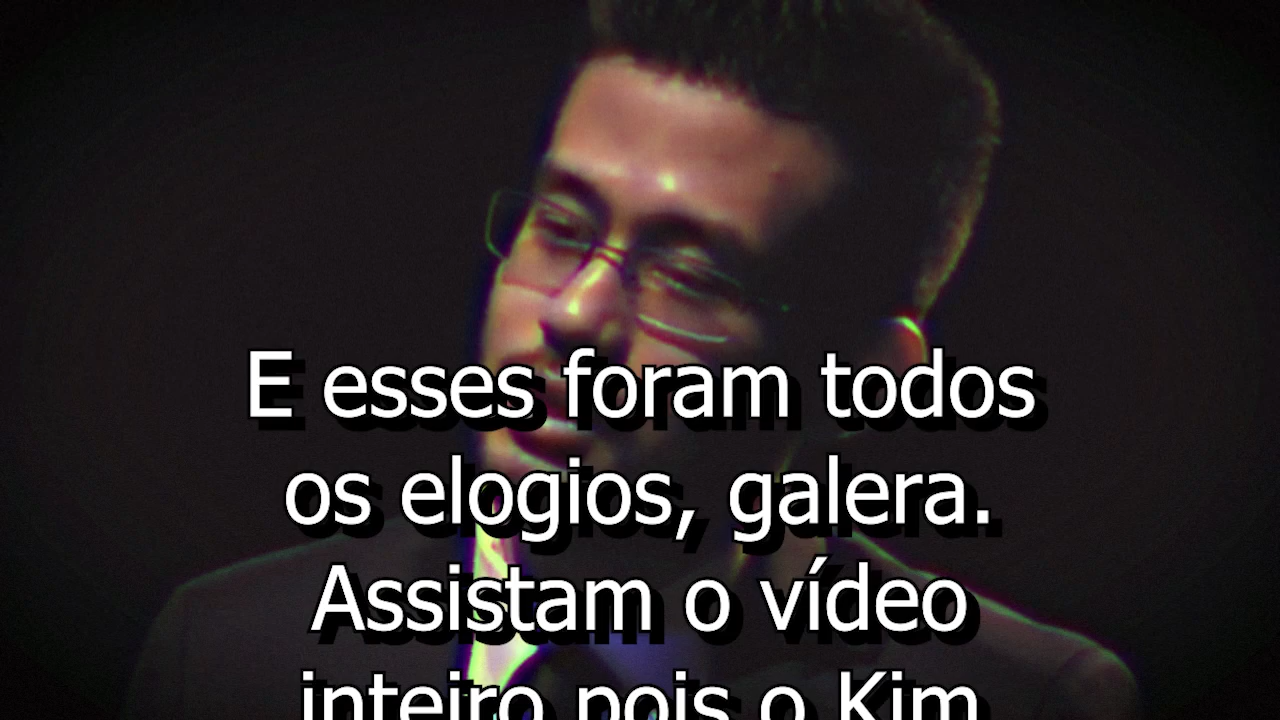 E esses foram todos
os elogios, galera.
Assistam o vídeo
inteiro pois o Kim